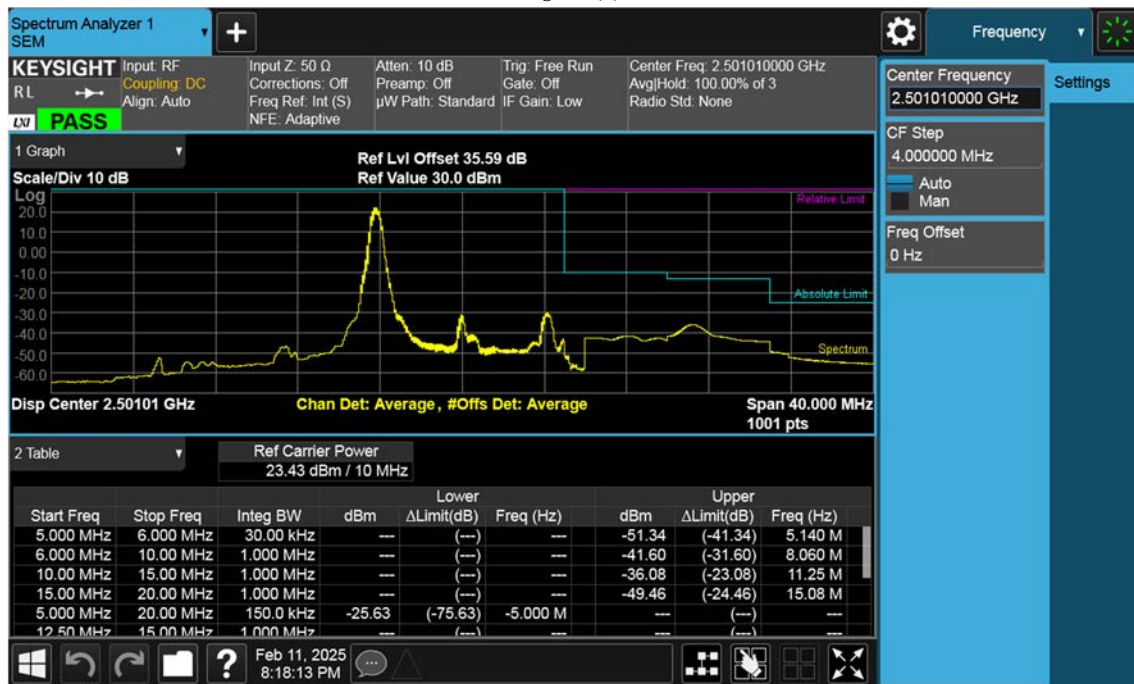 Spectrum Analyzer 1
SEM
Frequency
KEYSIGHT
RL
LXI PASS
Input: RF
Coupling: DC
Align: Auto
Input Z: 50 Ω
Corrections: Off
Freq Ref: Int (S)
NFE: Adaptive
Atten: 10 dB
Preamp: Off
µW Path: Standard
Trig: Free Run
Gate: Off
IF Gain: Low
Center Freq: 2.501010000 GHz
Avg|Hold: 100.00% of 3
Radio Std: None
Center Frequency
2.501010000 GHz
Settings
CF Step
4.000000 MHz
Auto
Man
Freq Offset
0 Hz
1 Graph
Scale/Div 10 dB
Ref Lvl Offset 35.59 dB
Ref Value 30.0 dBm
Log
Relative Limit
20.0
10.0
0.00
-10.0
-20.0
Absolute Limit
-30.0
-40.0
-50.0
Spectrum
-60.0
Disp Center 2.50101 GHz
Chan Det: Average, #Offs Det: Average
Span 40.000 MHz
1001 pts
2 Table
Ref Carrier Power
23.43 dBm / 10 MHz
Lower Upper
Start Freq Stop Freq Integ BW dBm ΔLimit(dB) Freq (Hz) dBm ΔLimit(dB) Freq (Hz)
5.000 MHz 6.000 MHz 30.00 kHz --- (---) --- -51.34 (-41.34) 5.140 M
6.000 MHz 10.00 MHz 1.000 MHz --- (---) --- -41.60 (-31.60) 8.060 M
10.00 MHz 15.00 MHz 1.000 MHz --- (---) --- -36.08 (-23.08) 11.25 M
15.00 MHz 20.00 MHz 1.000 MHz --- (---) --- -49.46 (-24.46) 15.08 M
5.000 MHz 20.00 MHz 150.0 kHz -25.63 (-75.63) -5.000 M --- (---) ---
12.50 MHz 15.00 MHz 1.000 MHz --- (---) --- --- (---) ---
Feb 11, 2025
8:18:13 PM